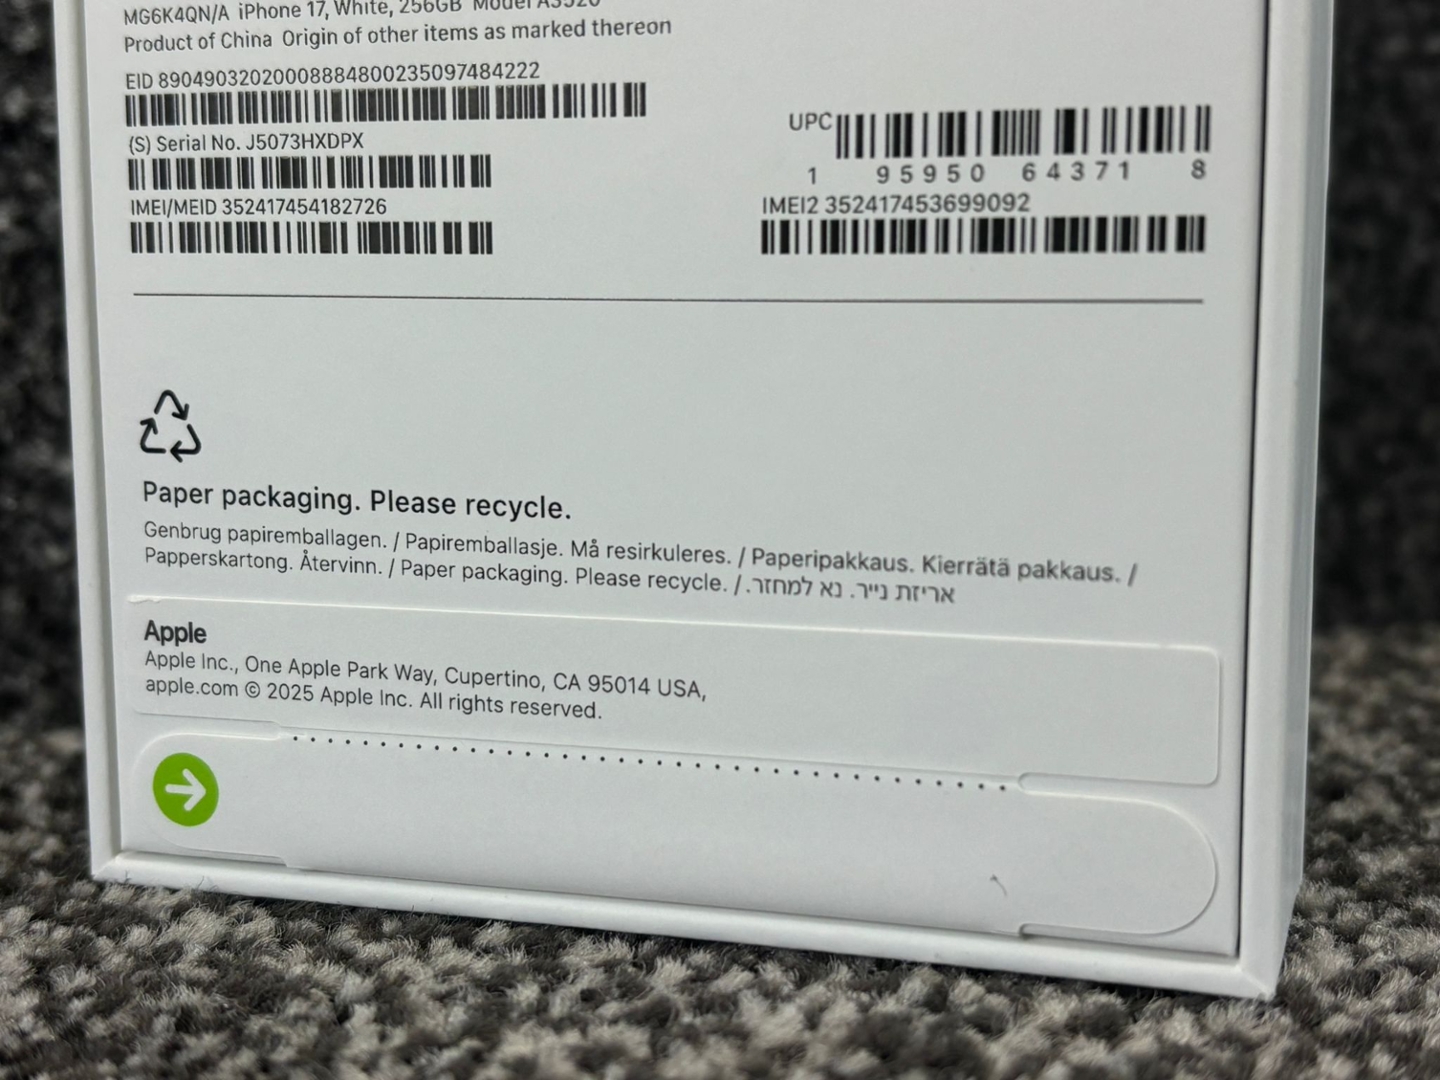 MG6K4QN/A iPhone 17, White, 256GB Model A3520
Product of China Origin of other items as marked thereon
EID 89049032020008884800235097484222
(S) Serial No. J5073HXDPX
UPC
1 95950 64371 8
IMEI/MEID 352417454182726
IMEI2 352417453699092
Paper packaging. Please recycle.
Genbrug papiremballagen. / Papiremballasje. Må resirkuleres. / Paperipakkaus. Kierrätä pakkaus. /
Papperskartong. Återvinn. / Paper packaging. Please recycle. / אריזת נייר. נא למחזר.
Apple
Apple Inc., One Apple Park Way, Cupertino, CA 95014 USA,
apple.com © 2025 Apple Inc. All rights reserved.